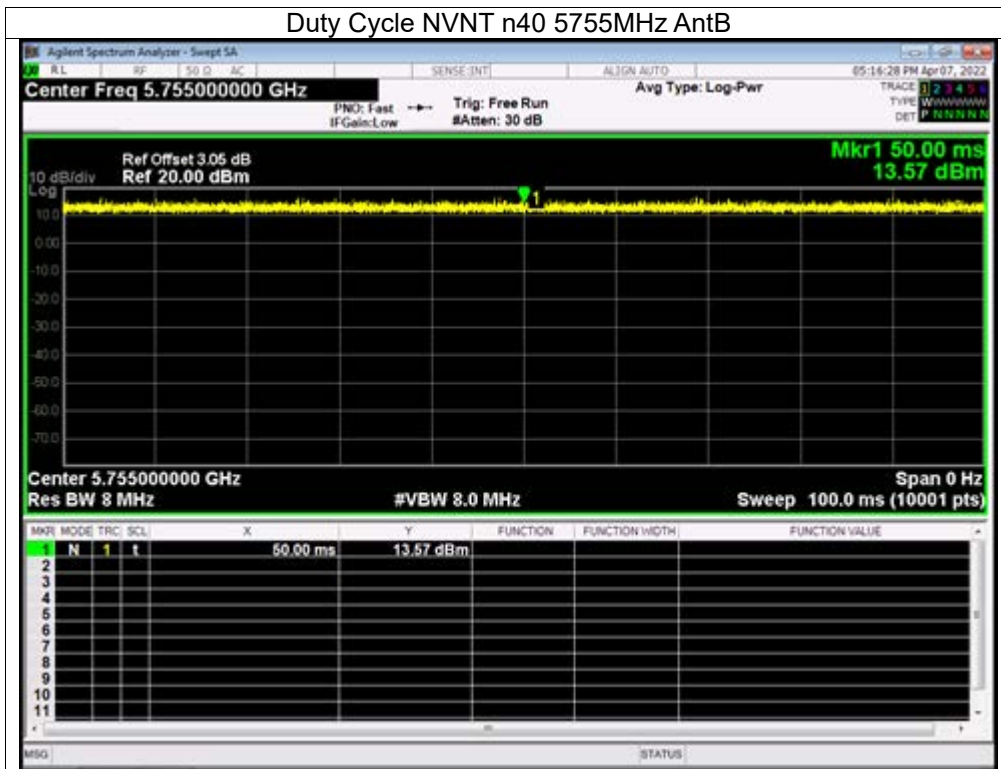 Duty Cycle NVNT n40 5755MHz AntB
Agilent Spectrum Analyzer - Swept SA
RL RF 50 Ω AC SENSE:INT ALIGN AUTO 05:16:28 PM Apr 07, 2022
Center Freq 5.755000000 GHz Avg Type: Log-Pwr TRACE 1 2 3 4 5 6
PNO: Fast Trig: Free Run TYPE WWWWWW
IFGain:Low #Atten: 30 dB DET P N N N N N
Mkr1 50.00 ms
Ref Offset 3.05 dB
10 dB/div Ref 20.00 dBm 13.57 dBm
Log
1
10.0
0.00
-10.0
-20.0
-30.0
-40.0
-50.0
-60.0
-70.0
Center 5.755000000 GHz Span 0 Hz
Res BW 8 MHz #VBW 8.0 MHz Sweep 100.0 ms (10001 pts)
MKR MODE TRC SCL X Y FUNCTION FUNCTION WIDTH FUNCTION VALUE
1 N 1 t 50.00 ms 13.57 dBm
2
3
4
5
6
7
8
9
10
11
MSG STATUS